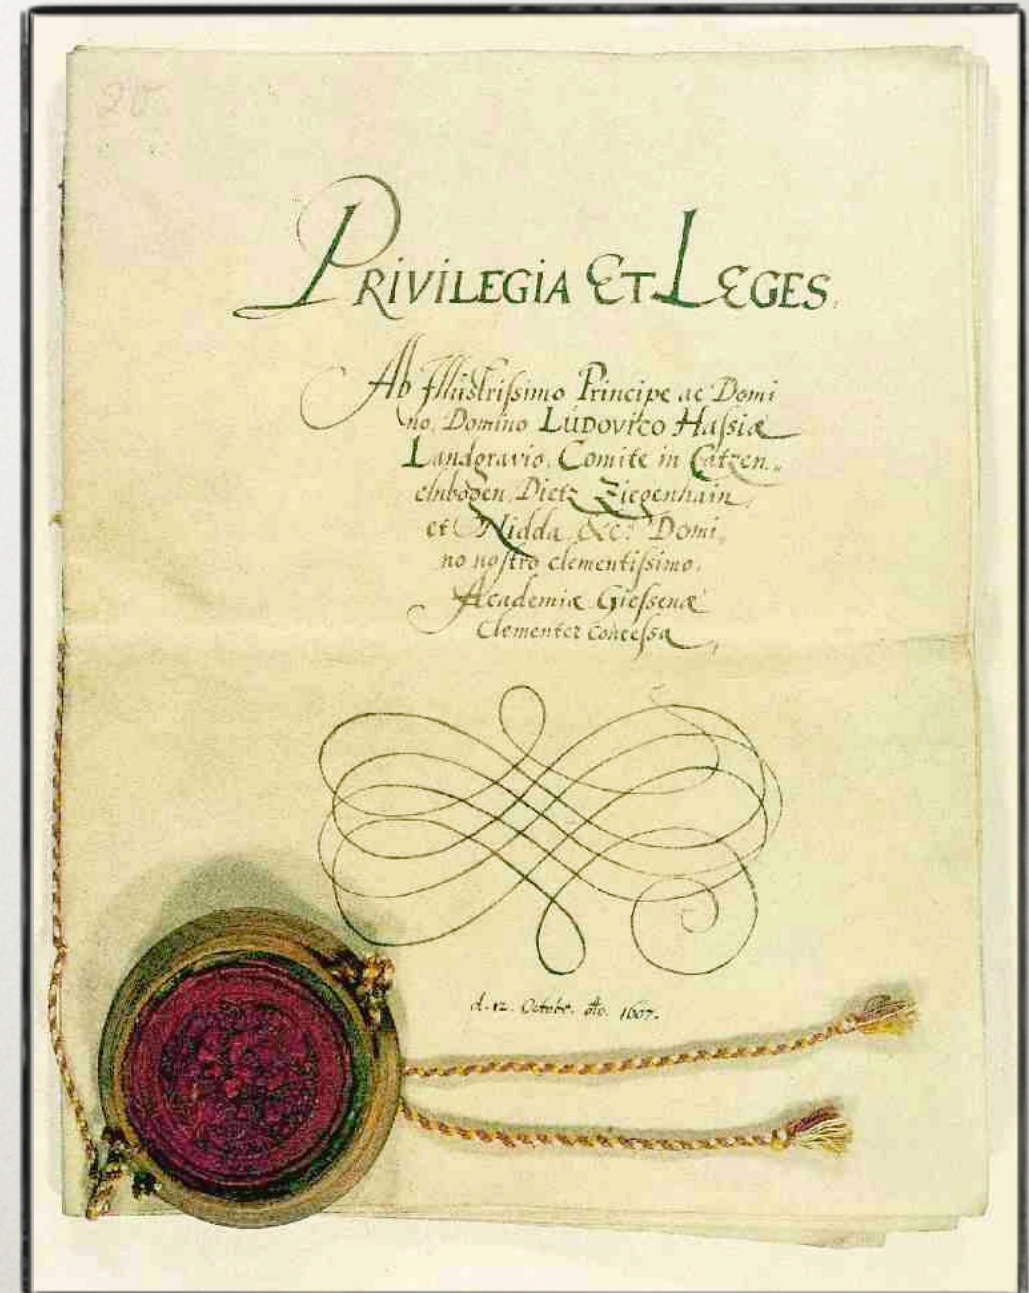 PRIVILEGIA ET LEGES.
Ab Illustrißimo Principe ac Domi
no, Domino LUDOVICO Haßiæ
Landgravio, Comite in Catzen„
elnbogen, Dietz Ziegenhain,
et Nidda &c. Domi„
no nostro clementißimo.
Academiæ Gießenæ
Clementer conceſsa,
d. 12. Octobr. Ao. 1607.